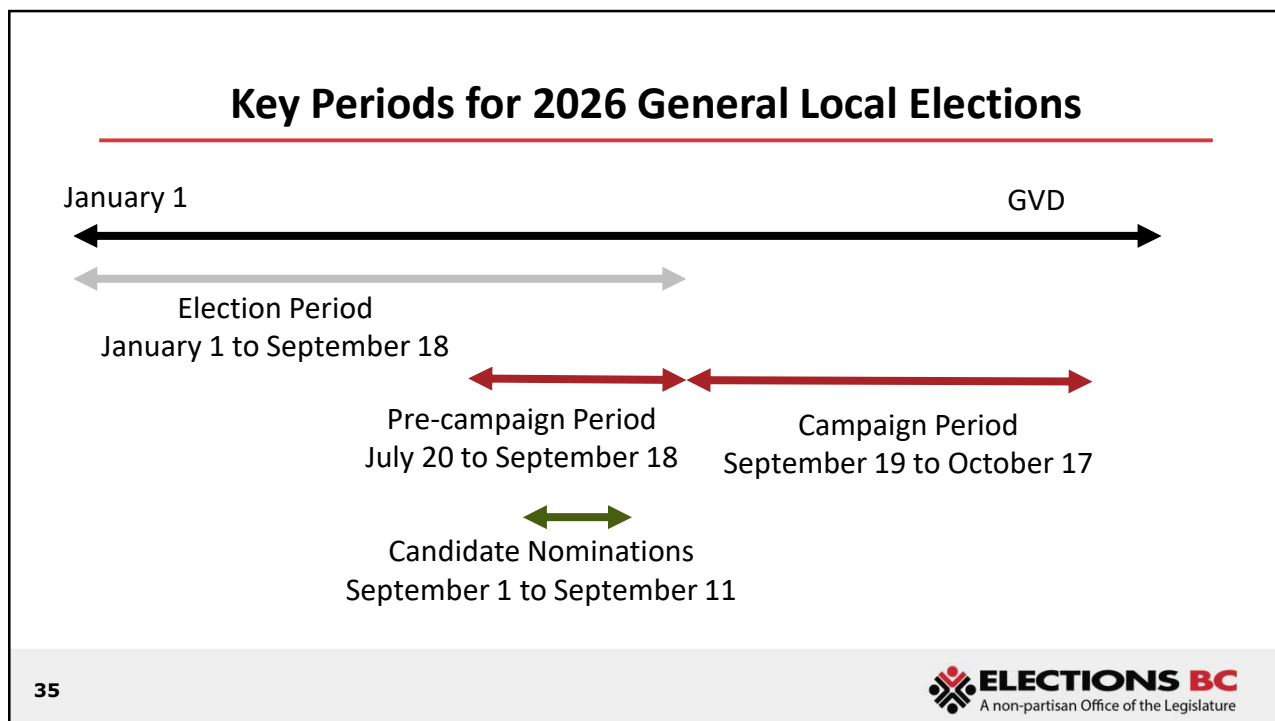 Key Periods for 2026 General Local Elections
January 1
GVD
Election Period
January 1 to September 18
Pre-campaign Period
July 20 to September 18
Campaign Period
September 19 to October 17
Candidate Nominations
September 1 to September 11
35
ELECTIONS BC
A non-partisan Office of the Legislature